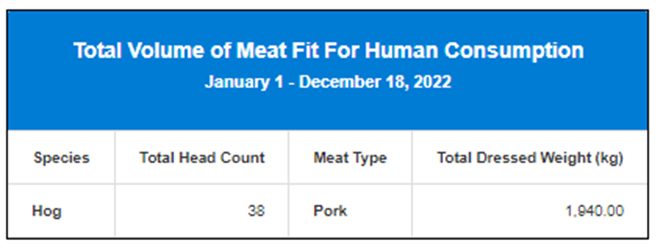 Total Volume of Meat Fit For Human Consumption
January 1 - December 18, 2022
Species Total Head Count Meat Type Total Dressed Weight (kg)
Hog 38 Pork 1,940.00